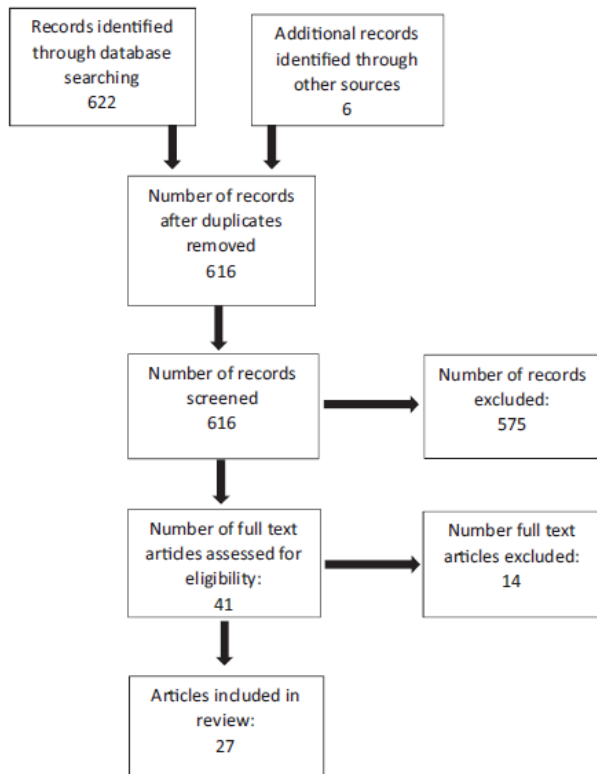 Records identified
through database
searching
622
Additional records
identified through
other sources
6
Number of records
after duplicates
removed
616
Number of records
screened
616
Number of records
excluded:
575
Number of full text
articles assessed for
eligibility:
41
Number full text
articles excluded:
14
Articles included in
review:
27